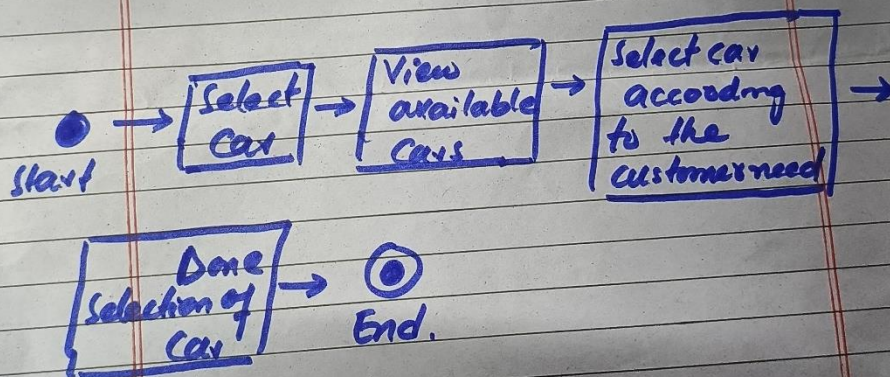 Start
Select
Car
View
available
Cars
Select car
according
to the
customer need
Done
Selection of
Car
End.